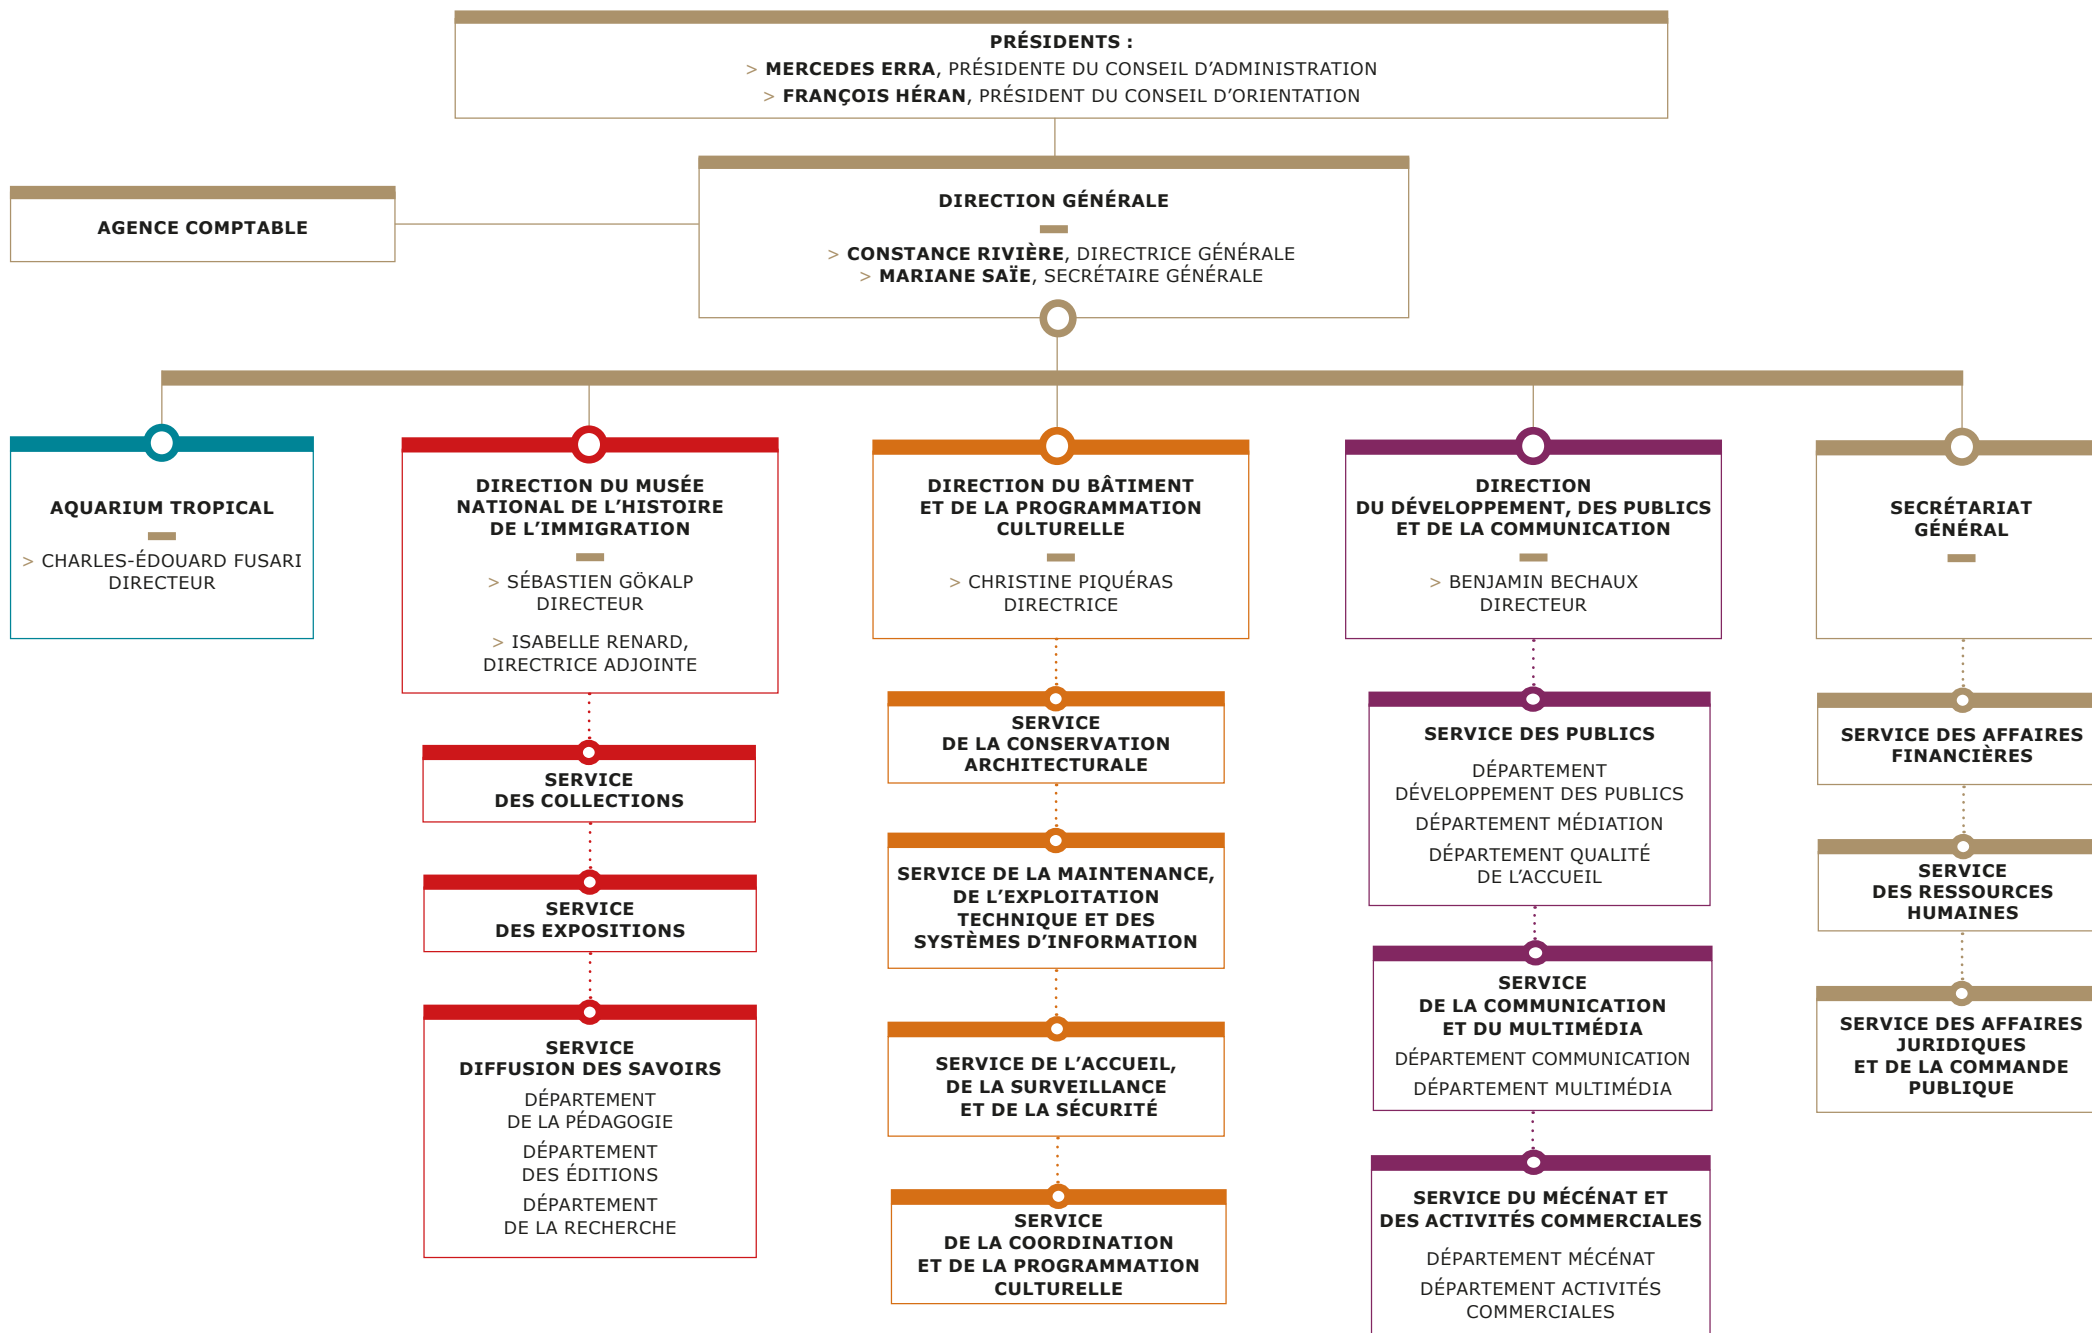 PRÉSIDENTS :
> MERCEDES ERRA, PRÉSIDENTE DU CONSEIL D’ADMINISTRATION
> FRANÇOIS HÉRAN, PRÉSIDENT DU CONSEIL D’ORIENTATION
AGENCE COMPTABLE
DIRECTION GÉNÉRALE
> CONSTANCE RIVIÈRE, DIRECTRICE GÉNÉRALE
> MARIANE SAÏE, SECRÉTAIRE GÉNÉRALE
AQUARIUM TROPICAL
> CHARLES-ÉDOUARD FUSARI
DIRECTEUR
DIRECTION DU MUSÉE
NATIONAL DE L’HISTOIRE
DE L’IMMIGRATION
> SÉBASTIEN GÖKALP
DIRECTEUR
> ISABELLE RENARD,
DIRECTRICE ADJOINTE
SERVICE
DES COLLECTIONS
SERVICE
DES EXPOSITIONS
SERVICE
DIFFUSION DES SAVOIRS
DÉPARTEMENT
DE LA PÉDAGOGIE
DÉPARTEMENT
DES ÉDITIONS
DÉPARTEMENT
DE LA RECHERCHE
DIRECTION DU BÂTIMENT
ET DE LA PROGRAMMATION
CULTURELLE
> CHRISTINE PIQUÉRAS
DIRECTRICE
SERVICE
DE LA CONSERVATION
ARCHITECTURALE
SERVICE DE LA MAINTENANCE,
DE L’EXPLOITATION
TECHNIQUE ET DES
SYSTÈMES D’INFORMATION
SERVICE DE L’ACCUEIL,
DE LA SURVEILLANCE
ET DE LA SÉCURITÉ
SERVICE
DE LA COORDINATION
ET DE LA PROGRAMMATION
CULTURELLE
DIRECTION
DU DÉVELOPPEMENT, DES PUBLICS
ET DE LA COMMUNICATION
> BENJAMIN BECHAUX
DIRECTEUR
SERVICE DES PUBLICS
DÉPARTEMENT
DÉVELOPPEMENT DES PUBLICS
DÉPARTEMENT MÉDIATION
DÉPARTEMENT QUALITÉ
DE L’ACCUEIL
SERVICE
DE LA COMMUNICATION
ET DU MULTIMÉDIA
DÉPARTEMENT COMMUNICATION
DÉPARTEMENT MULTIMÉDIA
SERVICE DU MÉCÉNAT ET
DES ACTIVITÉS COMMERCIALES
DÉPARTEMENT MÉCÉNAT
DÉPARTEMENT ACTIVITÉS
COMMERCIALES
SECRÉTARIAT
GÉNÉRAL
SERVICE DES AFFAIRES
FINANCIÈRES
SERVICE
DES RESSOURCES
HUMAINES
SERVICE DES AFFAIRES
JURIDIQUES
ET DE LA COMMANDE
PUBLIQUE